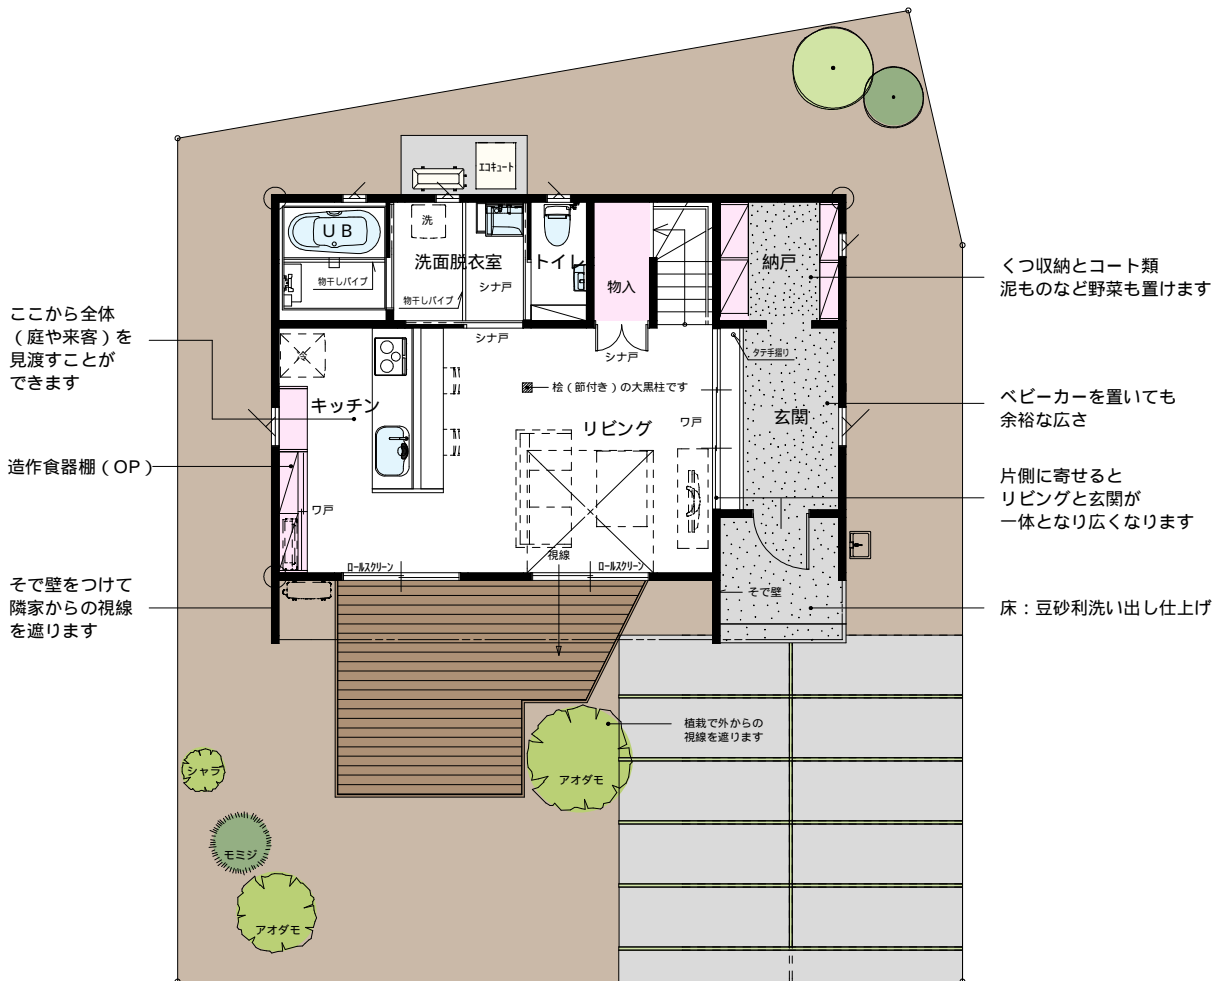 エコキュート
UB
洗
洗面脱衣室
トイレ
納戸
物干しパイプ
シナ戸
物干しパイプ
物入
くつ収納とコート類
泥ものなど野菜も置けます
ここから全体
(庭や来客)を
見渡すことが
できます
シナ戸
シナ戸
タテ手摺り
冷
桧(節付き)の大黒柱です
キッチン
リビング
ワ戸
玄関
ベビーカーを置いても
余裕な広さ
造作食器棚(OP)
片側に寄せると
リビングと玄関が
一体となり広くなります
ワ戸
視線
ロールスクリーン
ロールスクリーン
そで壁をつけて
隣家からの視線
を遮ります
そで壁
床:豆砂利洗い出し仕上げ
植栽で外からの
視線を遮ります
シャラ
アオダモ
モミジ
アオダモ